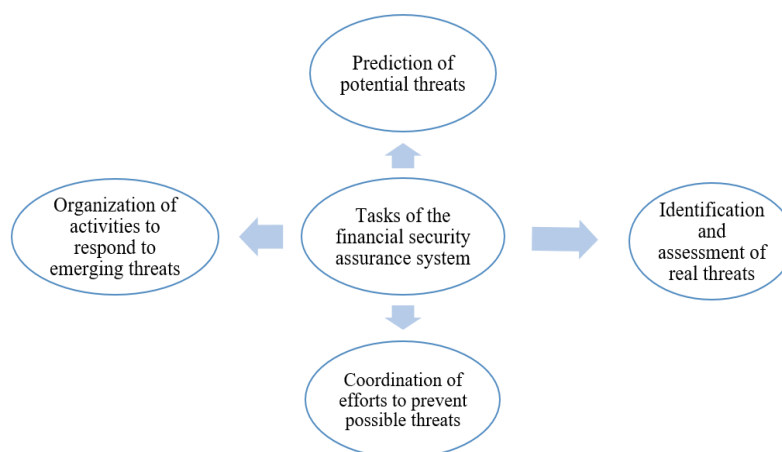 Prediction of
potential threats
Organization of
activities to
respond to
emerging threats
Tasks of the
financial security
assurance system
Identification
and
assessment of
real threats
Coordination of
efforts to prevent
possible threats